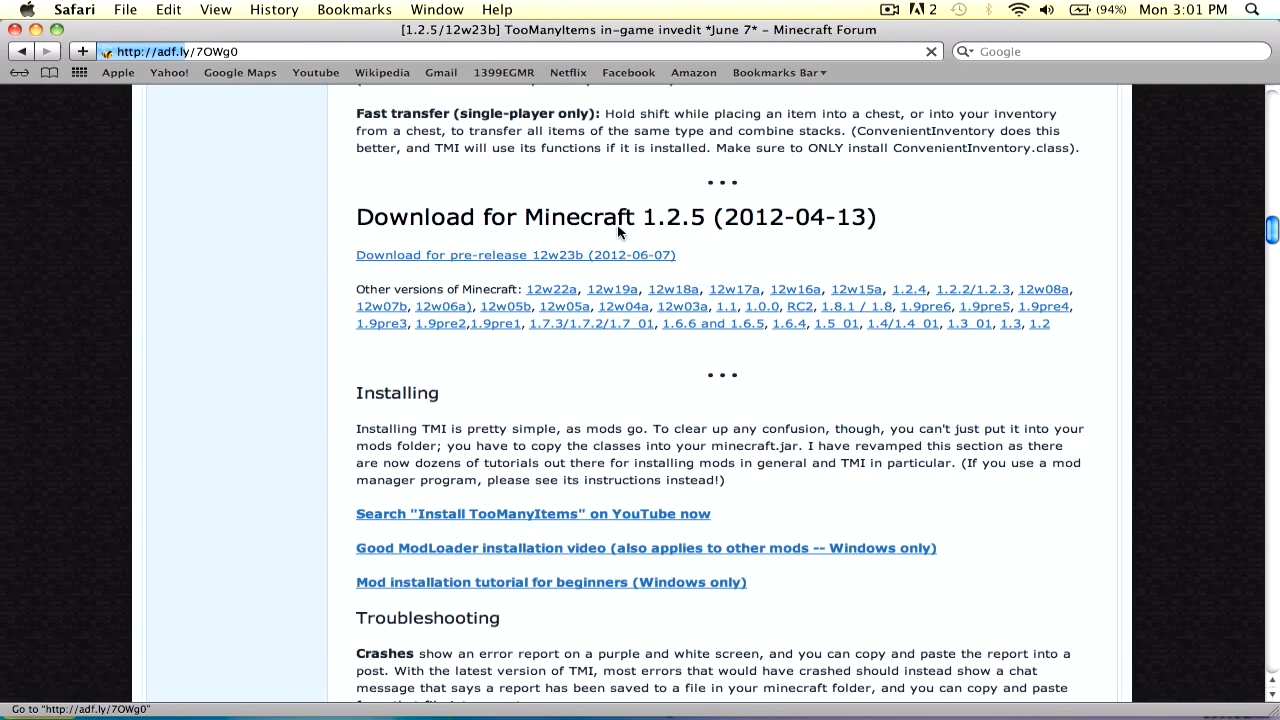 Safari File Edit View History Bookmarks Window Help 2 (94%) Mon 3:01 PM
[1.2.5/12w23b] TooManyItems in-game invedit *June 7* – Minecraft Forum
http://adf.ly/7OWg0 Google
Apple Yahoo! Google Maps Youtube Wikipedia Gmail 1399EGMR Netflix Facebook Amazon Bookmarks Bar▾
Fast transfer (single-player only): Hold shift while placing an item into a chest, or into your inventory
from a chest, to transfer all items of the same type and combine stacks. (ConvenientInventory does this
better, and TMI will use its functions if it is installed. Make sure to ONLY install ConvenientInventory.class).
• • •
Download for Minecraft 1.2.5 (2012-04-13)
Download for pre-release 12w23b (2012-06-07)
Other versions of Minecraft: 12w22a, 12w19a, 12w18a, 12w17a, 12w16a, 12w15a, 1.2.4, 1.2.2/1.2.3, 12w08a,
12w07b, 12w06a), 12w05b, 12w05a, 12w04a, 12w03a, 1.1, 1.0.0, RC2, 1.8.1 / 1.8, 1.9pre6, 1.9pre5, 1.9pre4,
1.9pre3, 1.9pre2,1.9pre1, 1.7.3/1.7.2/1.7_01, 1.6.6 and 1.6.5, 1.6.4, 1.5_01, 1.4/1.4_01, 1.3_01, 1.3, 1.2
• • •
Installing
Installing TMI is pretty simple, as mods go. To clear up any confusion, though, you can't just put it into your
mods folder; you have to copy the classes into your minecraft.jar. I have revamped this section as there
are now dozens of tutorials out there for installing mods in general and TMI in particular. (If you use a mod
manager program, please see its instructions instead!)
Search "Install TooManyItems" on YouTube now
Good ModLoader installation video (also applies to other mods -- Windows only)
Mod installation tutorial for beginners (Windows only)
Troubleshooting
Crashes show an error report on a purple and white screen, and you can copy and paste the report into a
post. With the latest version of TMI, most errors that would have crashed should instead show a chat
message that says a report has been saved to a file in your minecraft folder, and you can copy and paste
Go to "http://adf.ly/7OWg0"